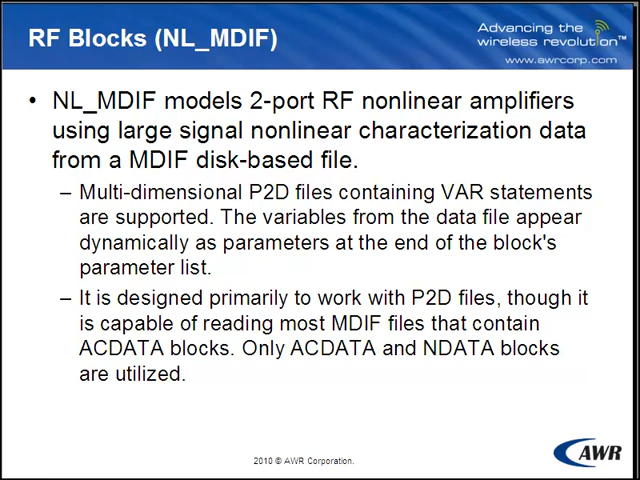 RF Blocks (NL_MDIF)
Advancing the
wireless revolution™
www.awrcorp.com
• NL_MDIF models 2-port RF nonlinear amplifiers
using large signal nonlinear characterization data
from a MDIF disk-based file.
– Multi-dimensional P2D files containing VAR statements
are supported. The variables from the data file appear
dynamically as parameters at the end of the block's
parameter list.
– It is designed primarily to work with P2D files, though it
is capable of reading most MDIF files that contain
ACDATA blocks. Only ACDATA and NDATA blocks
are utilized.
2010 © AWR Corporation.
AWR